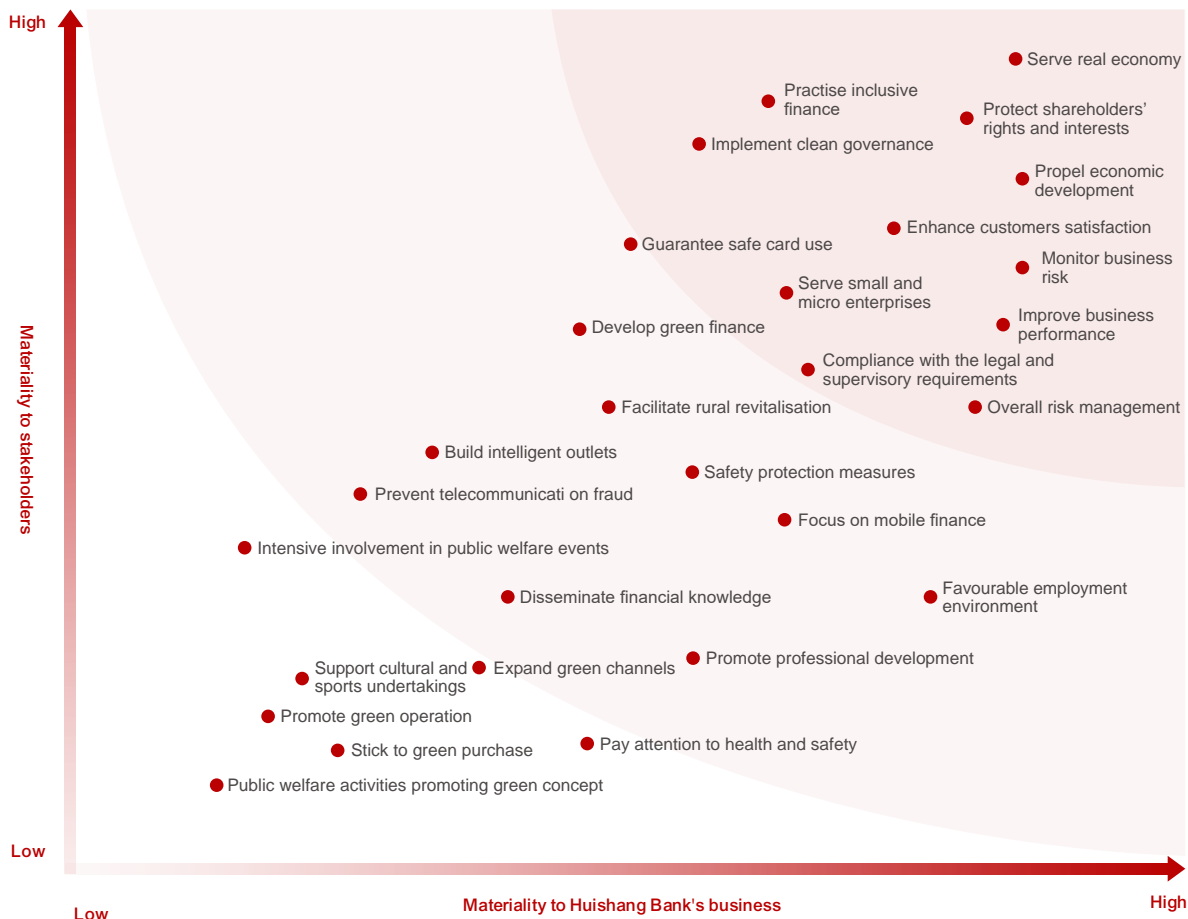 High
Serve real economy
Practise inclusive
finance
Protect shareholders’
rights and interests
Implement clean governance
Propel economic
development
Enhance customers satisfaction
Guarantee safe card use
Monitor business
risk
Serve small and
micro enterprises
Improve business
performance
Develop green finance
Compliance with the legal and
supervisory requirements
Facilitate rural revitalisation
Overall risk management
Build intelligent outlets
Safety protection measures
Prevent telecommunicati on fraud
Focus on mobile finance
Intensive involvement in public welfare events
Disseminate financial knowledge
Favourable employment
environment
Promote professional development
Support cultural and
sports undertakings
Expand green channels
Promote green operation
Stick to green purchase
Pay attention to health and safety
Public welfare activities promoting green concept
Materiality to stakeholders
Low
Low
Materiality to Huishang Bank's business
High